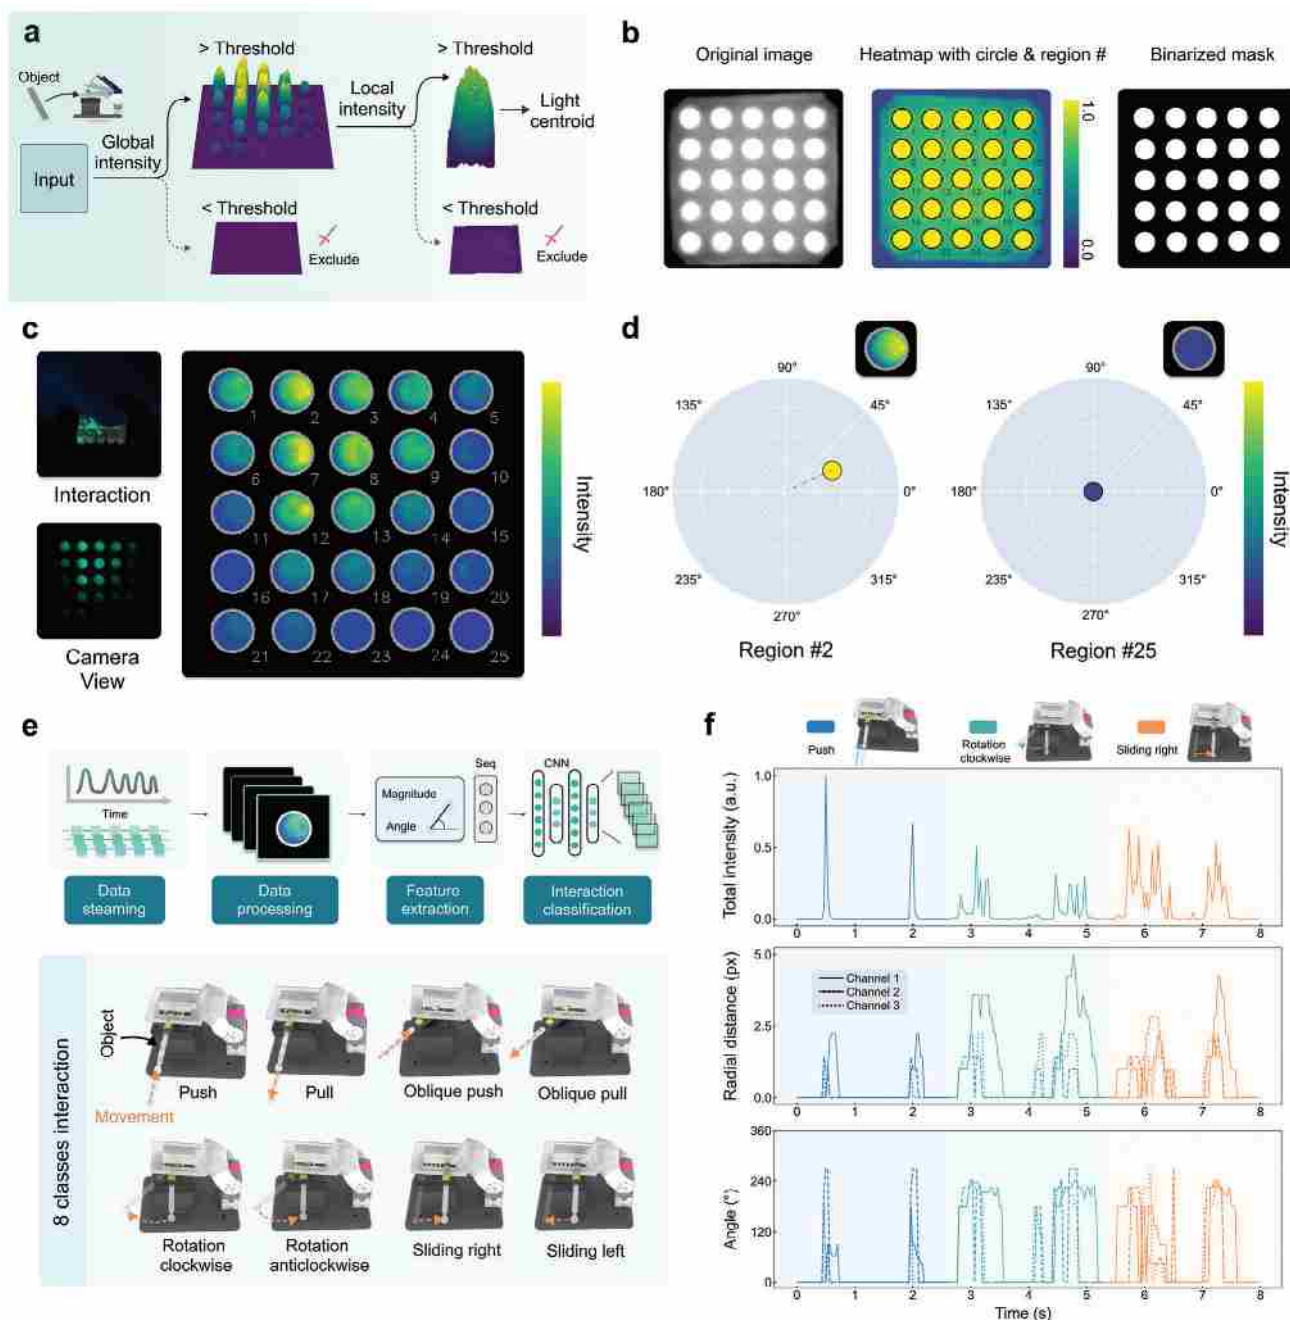 a
Object
Input
Global
intensity
> Threshold
< Threshold
Exclude
Local
intensity
> Threshold
Light
centroid
< Threshold
Exclude
b
Original image
Heatmap with circle & region #
Binarized mask
1.0
0.0
c
Interaction
Camera
View
1 2 3 4 5
6 7 8 9 10
11 12 13 14 15
16 17 18 19 20
21 22 23 24 25
Intensity
d
90°
135°
45°
180°
0°
235°
315°
270°
Region #2
90°
135°
45°
180°
0°
235°
315°
270°
Region #25
Intensity
e
Time
Magnitude
Angle
Seq
CNN
Data
steaming
Data
processing
Feature
extraction
Interaction
classification
8 classes interaction
Object
Movement
Push
Pull
Oblique push
Oblique pull
Rotation
clockwise
Rotation
anticlockwise
Sliding right
Sliding left
f
Push
Rotation
clockwise
Sliding right
Total intensity (a.u.)
1.0
0.5
0.0
0 1 2 3 4 5 6 7 8
Radial distance (px)
5.0
2.5
0.0
Channel 1
Channel 2
Channel 3
0 1 2 3 4 5 6 7 8
Angle (°)
360
240
120
0
0 1 2 3 4 5 6 7 8
Time (s)